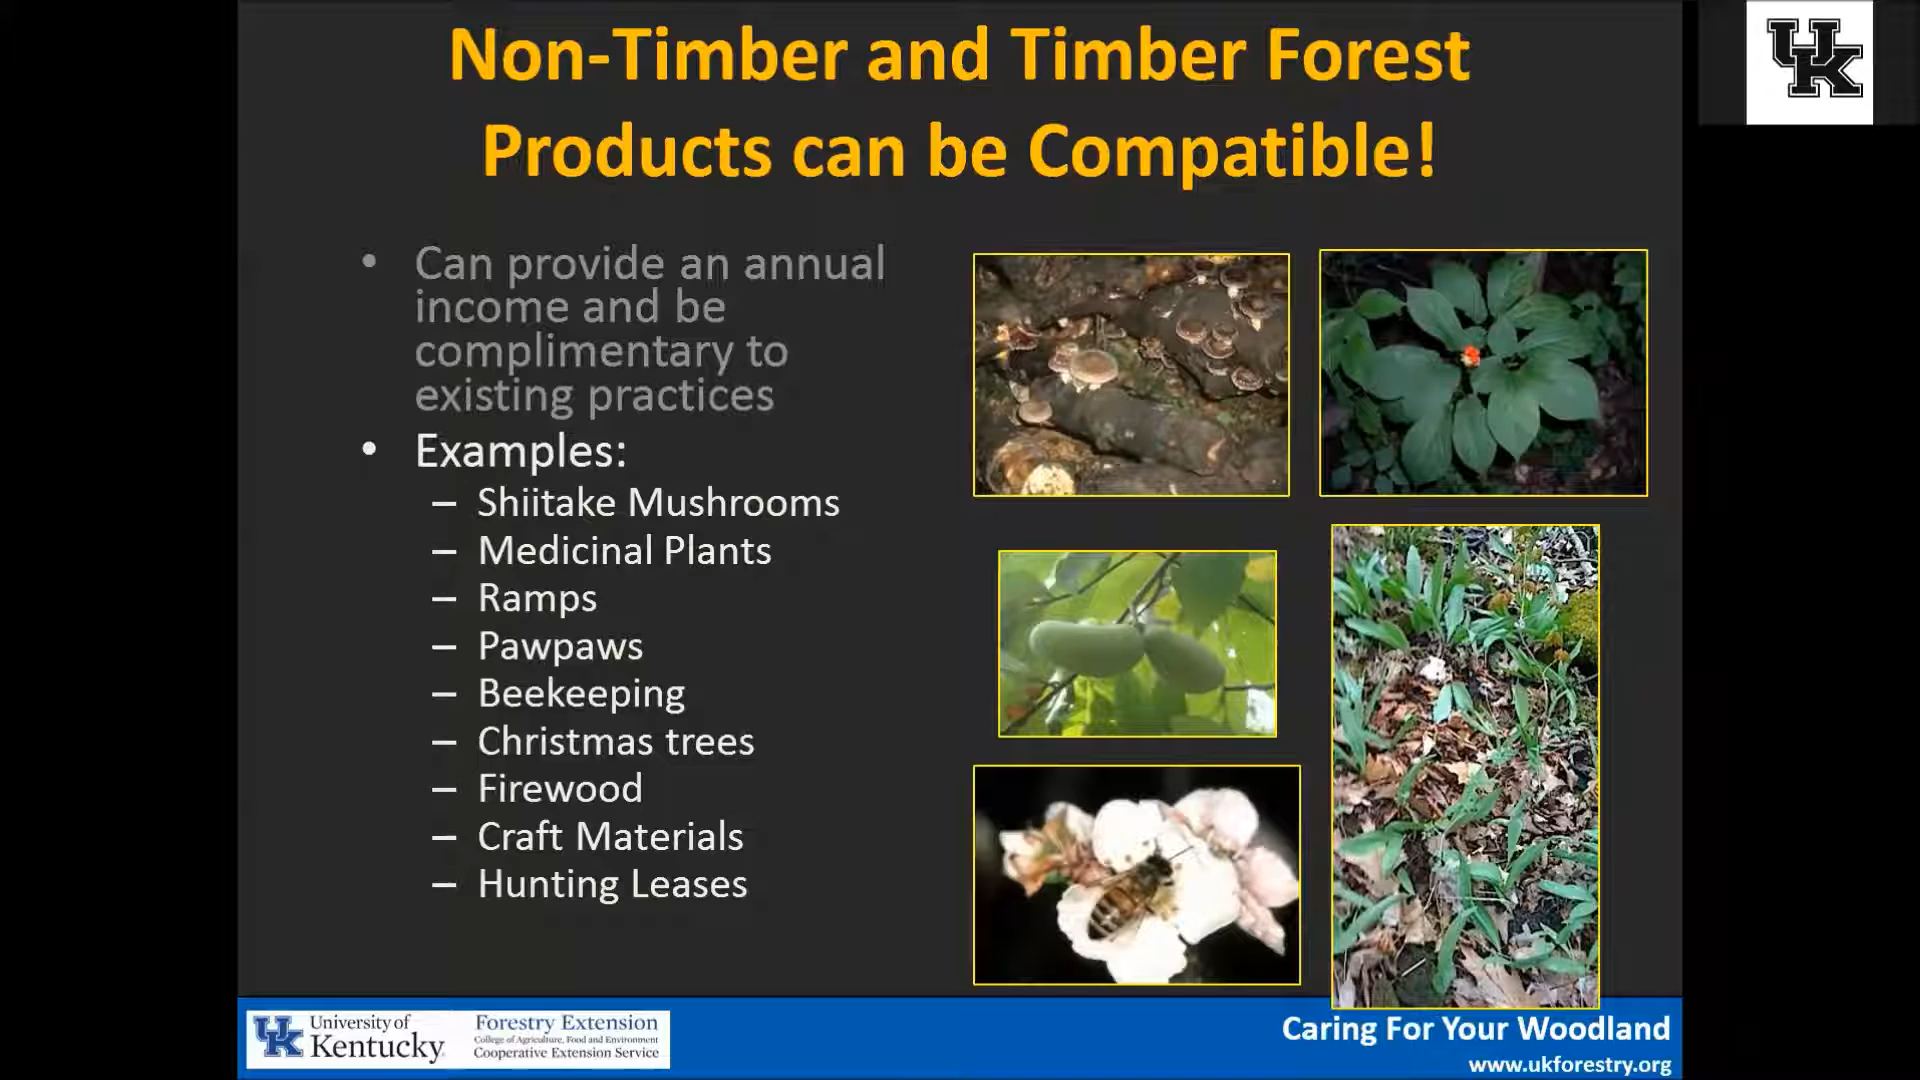 Non-Timber and Timber Forest
Products can be Compatible!
UK
• Can provide an annual
income and be
complimentary to
existing practices
• Examples:
– Shiitake Mushrooms
– Medicinal Plants
– Ramps
– Pawpaws
– Beekeeping
– Christmas trees
– Firewood
– Craft Materials
– Hunting Leases
UK University of
Kentucky
Forestry Extension
College of Agriculture, Food and Environment
Cooperative Extension Service
Caring For Your Woodland
www.ukforestry.org